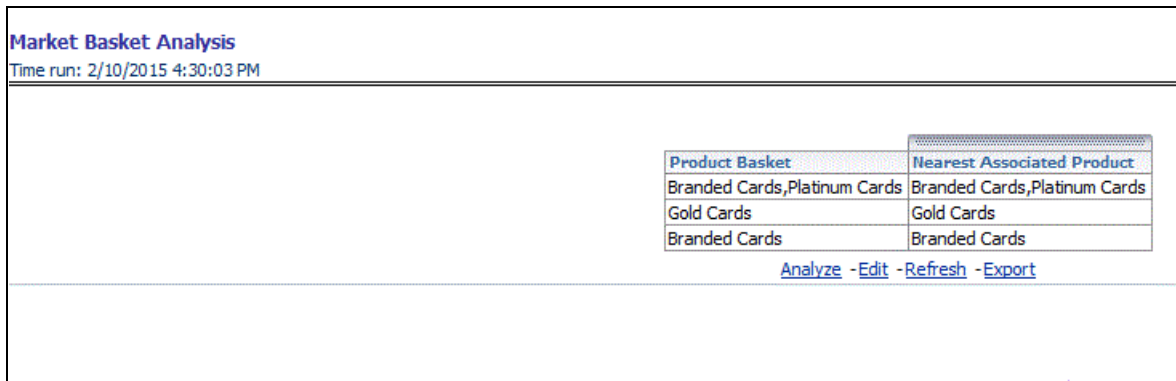 Market Basket Analysis
Time run: 2/10/2015 4:30:03 PM
Product Basket Nearest Associated Product
Branded Cards,Platinum Cards Branded Cards,Platinum Cards
Gold Cards Gold Cards
Branded Cards Branded Cards
Analyze -Edit -Refresh -Export